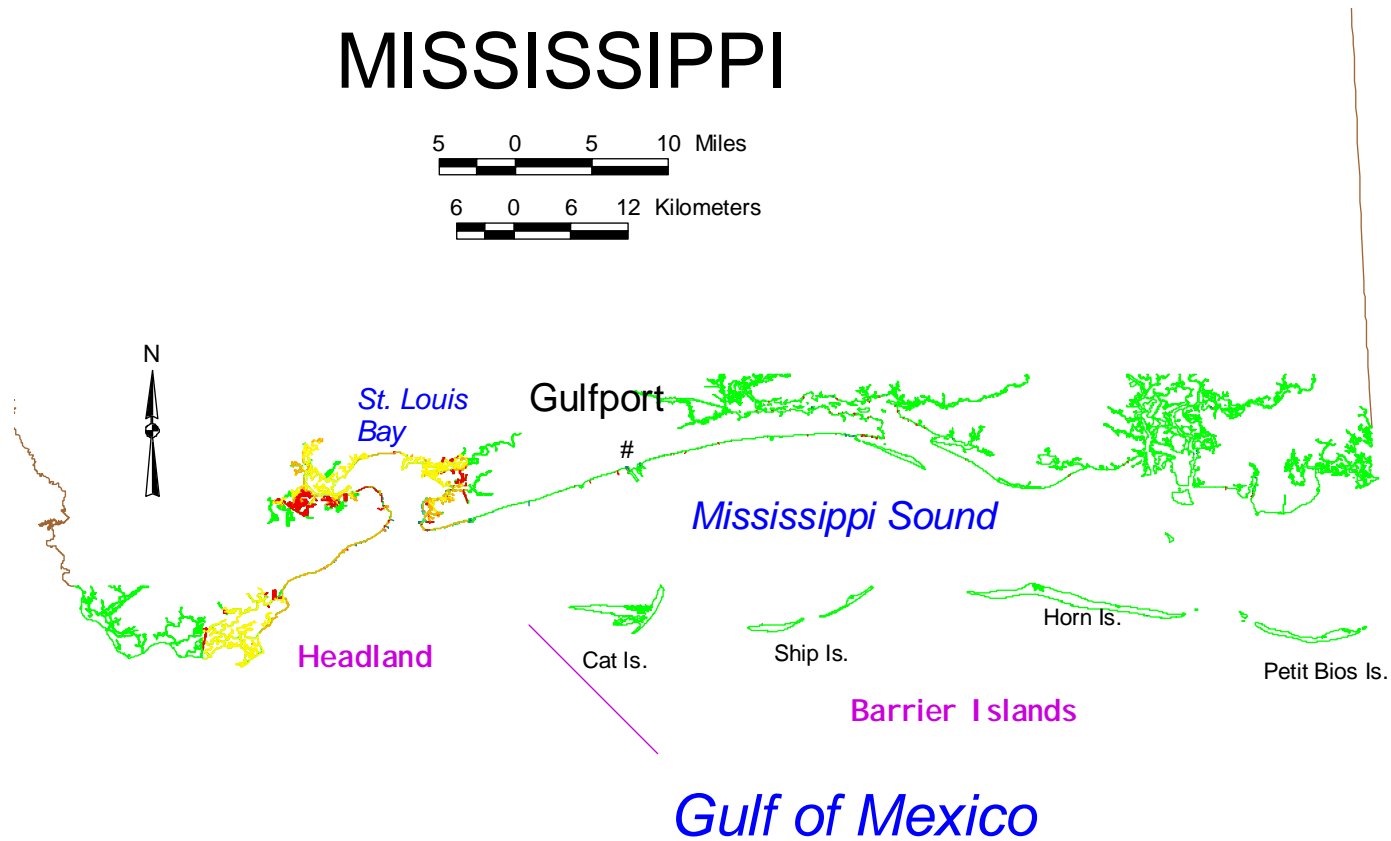 MISSISSIPPI
5 0 5 10 Miles
6 0 6 12 Kilometers
N
St. Louis
Bay
Gulfport
#
Mississippi Sound
Headland
Cat Is.
Ship Is.
Horn Is.
Petit Bios Is.
Barrier Islands
Gulf of Mexico